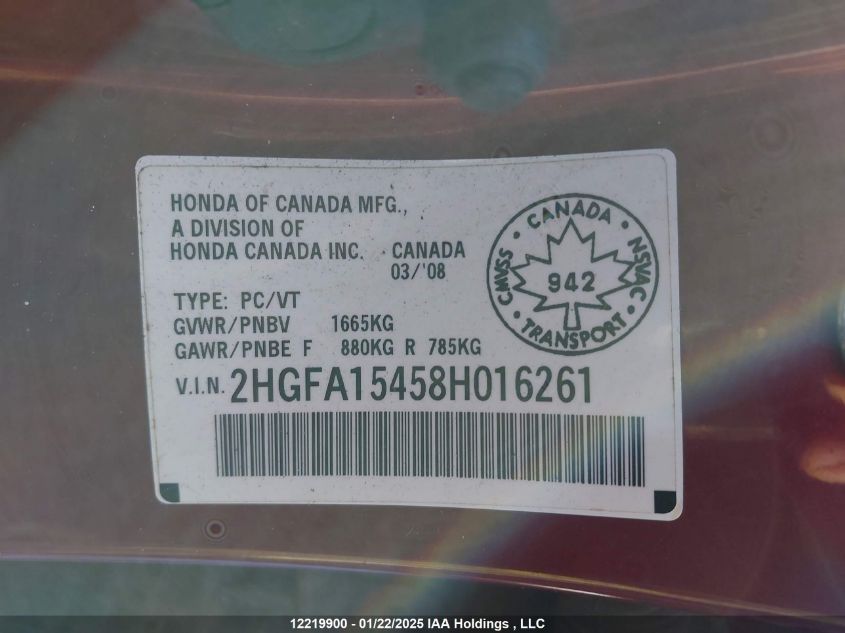 HONDA OF CANADA MFG.,
A DIVISION OF
HONDA CANADA INC. CANADA
03/'08
TYPE: PC/VT
GVWR/PNBV 1665KG
GAWR/PNBE F 880KG R 785KG
V.I.N. 2HGFA15458H016261
CANADA
CMVSS
NSVAC
942
TRANSPORT
12219900 - 01/22/2025 IAA Holdings , LLC